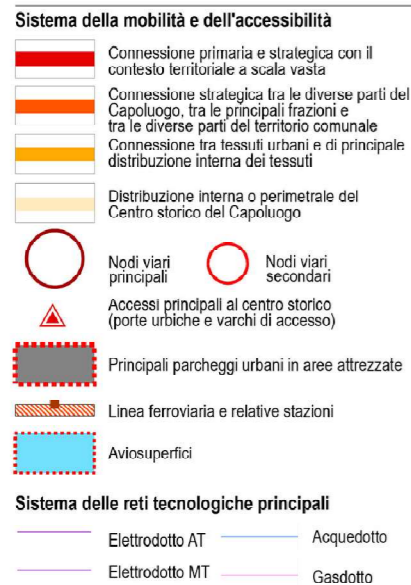 Sistema della mobilità e dell'accessibilità
Connessione primaria e strategica con il
contesto territoriale a scala vasta
Connessione strategica tra le diverse parti del
Capoluogo, tra le principali frazioni e
tra le diverse parti del territorio comunale
Connessione tra tessuti urbani e di principale
distribuzione interna dei tessuti
Distribuzione interna o perimetrale del
Centro storico del Capoluogo
Nodi viari
principali
Nodi viari
secondari
Accessi principali al centro storico
(porte urbiche e varchi di accesso)
Principali parcheggi urbani in aree attrezzate
Linea ferroviaria e relative stazioni
Aviosuperfici
Sistema delle reti tecnologiche principali
Elettrodotto AT
Acquedotto
Elettrodotto MT
Gasdotto